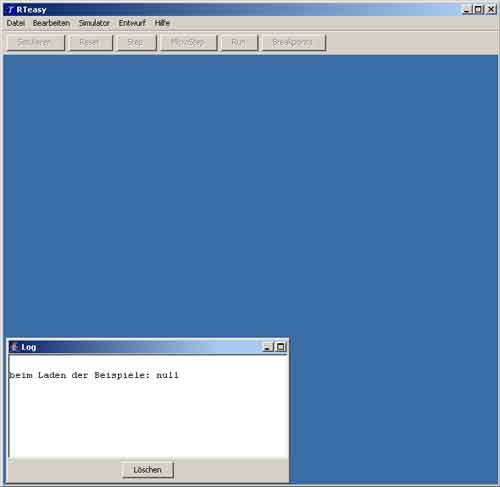 RTeasy
Datei Bearbeiten Simulator Entwurf Hilfe
Simulieren Reset Step MicroStep Run Breakpoints
Log
beim Laden der Beispiele: null
Löschen